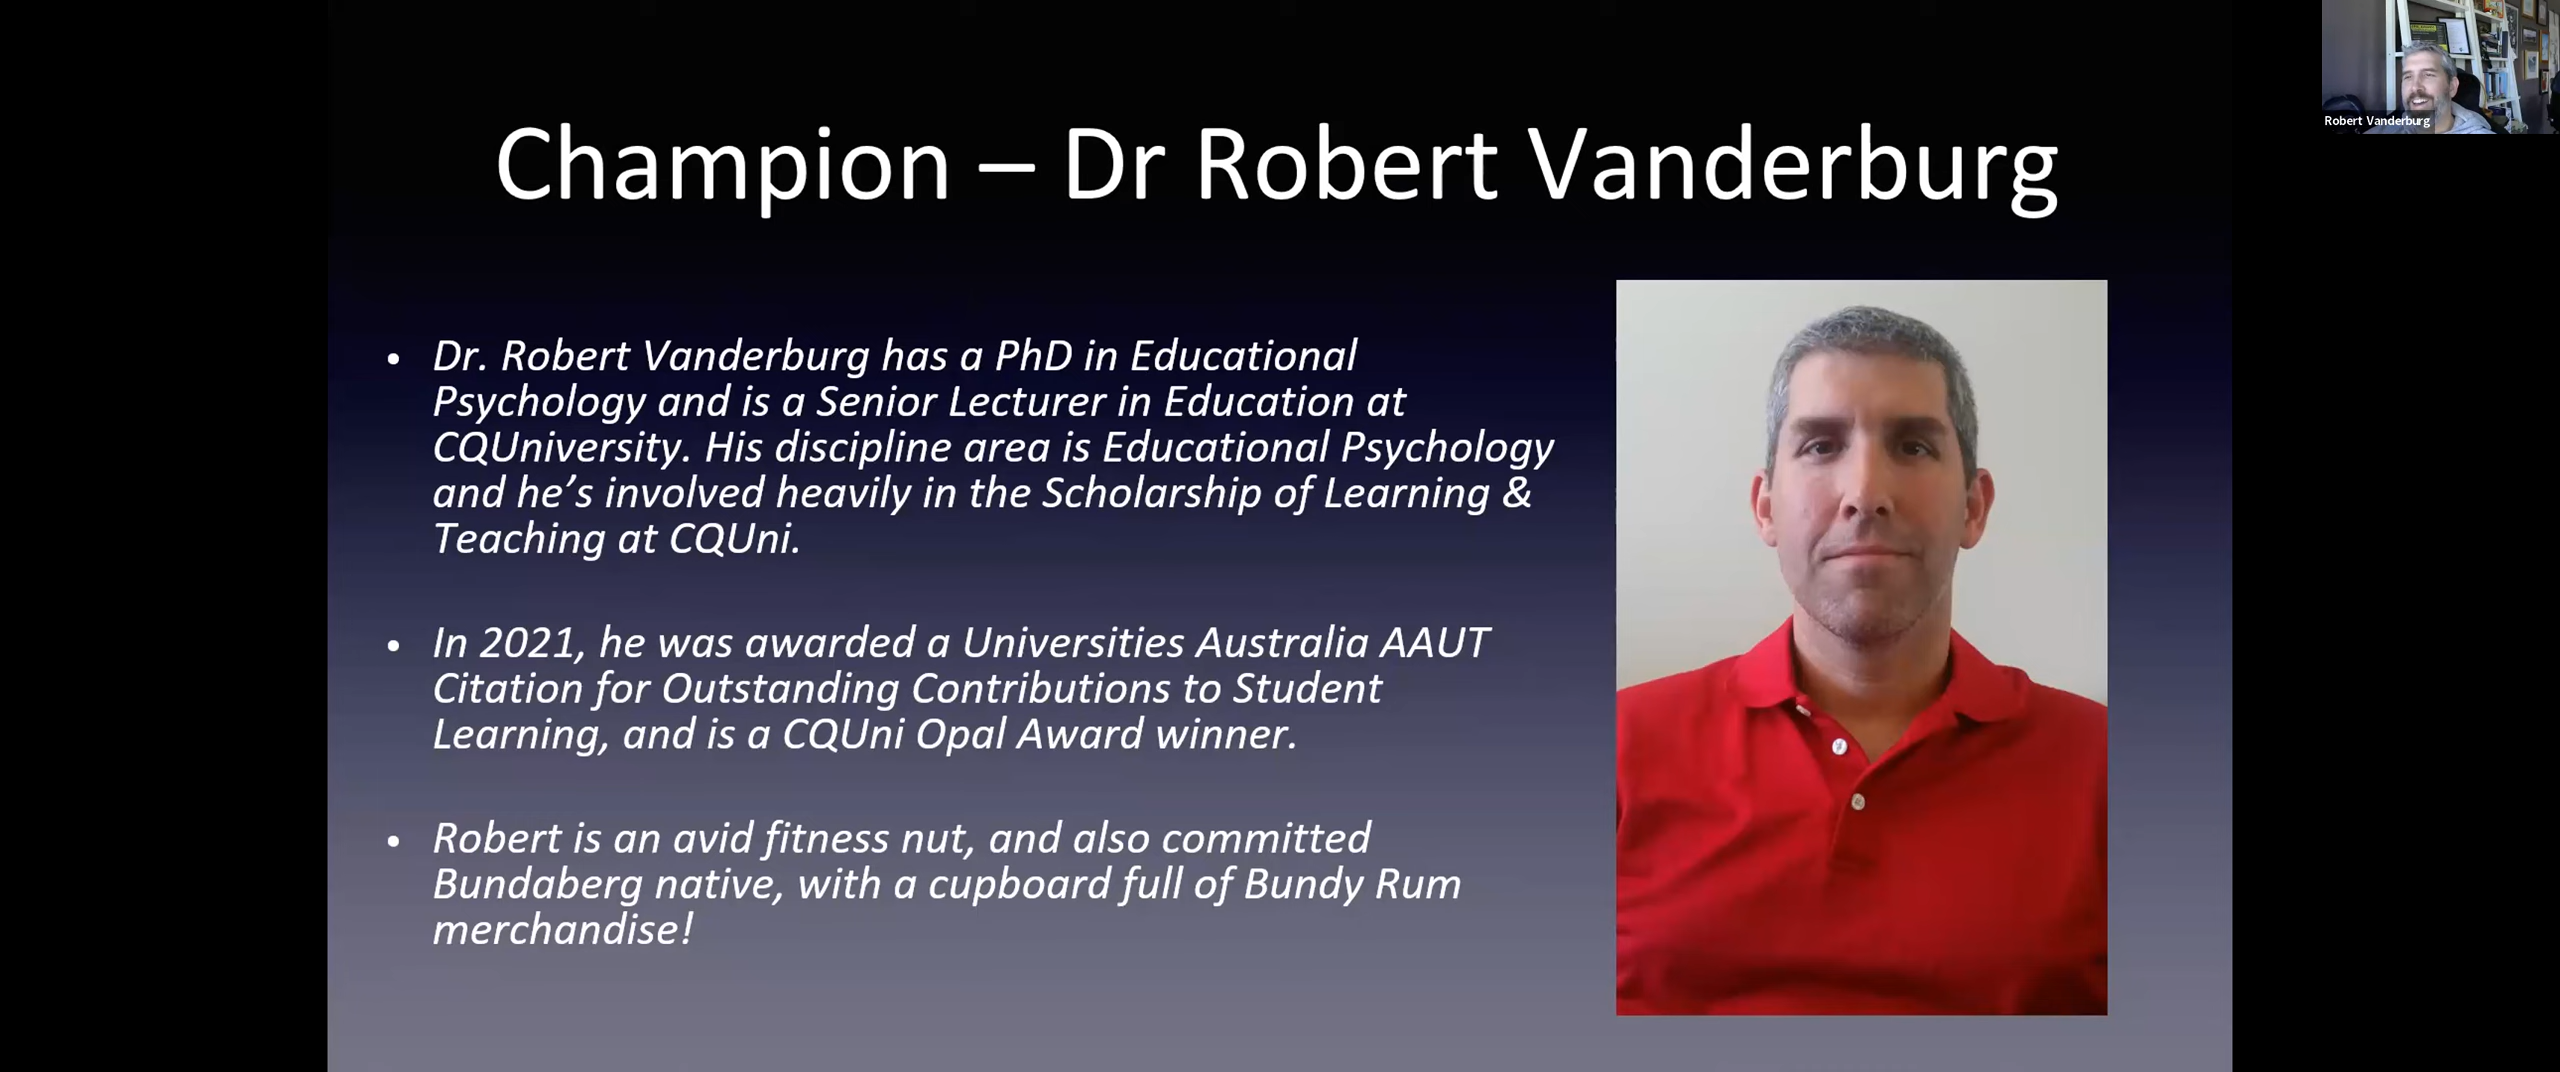 Champion – Dr Robert Vanderburg
Robert Vanderburg
• Dr. Robert Vanderburg has a PhD in Educational
Psychology and is a Senior Lecturer in Education at
CQUniversity. His discipline area is Educational Psychology
and he’s involved heavily in the Scholarship of Learning &
Teaching at CQUni.
• In 2021, he was awarded a Universities Australia AAUT
Citation for Outstanding Contributions to Student
Learning, and is a CQUni Opal Award winner.
• Robert is an avid fitness nut, and also committed
Bundaberg native, with a cupboard full of Bundy Rum
merchandise!